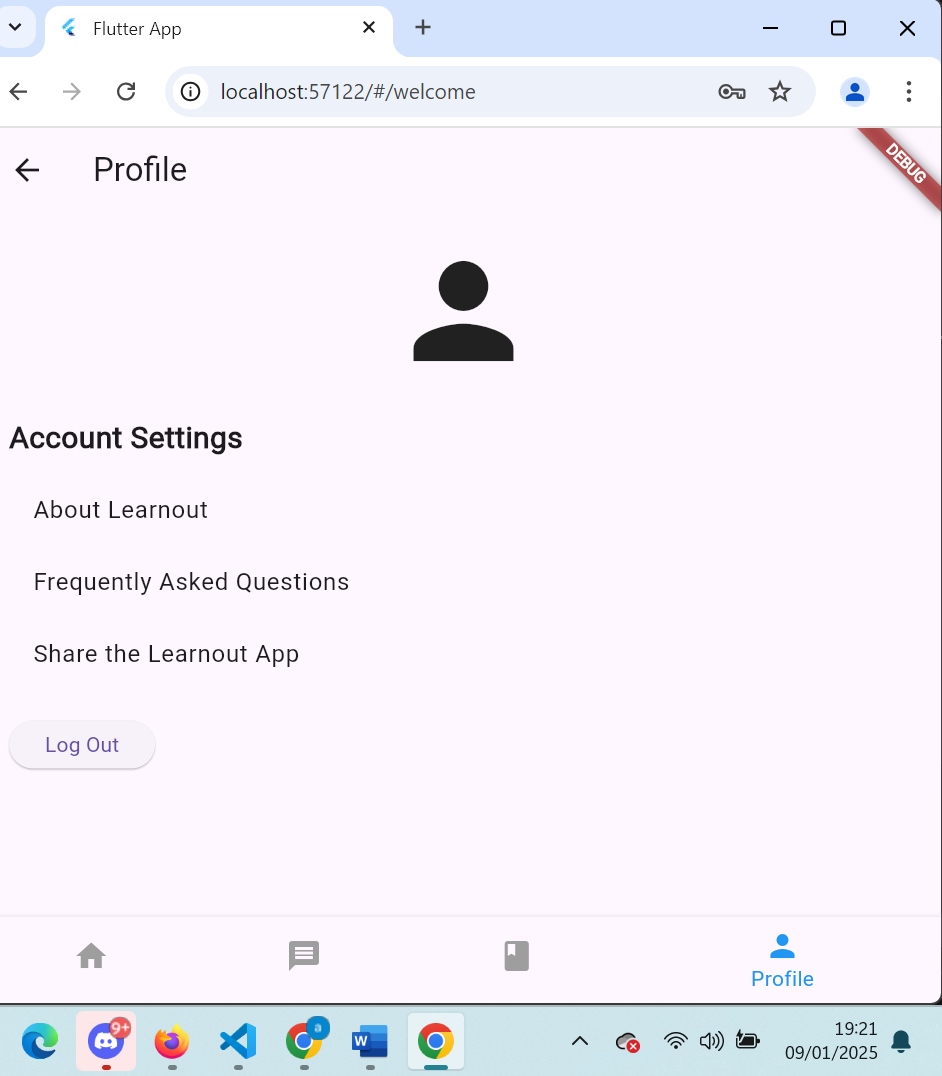 Flutter App
localhost:57122/#/welcome
Profile
DEBUG
Account Settings
About Learnout
Frequently Asked Questions
Share the Learnout App
Log Out
Profile
9+
a
W
19:21
09/01/2025